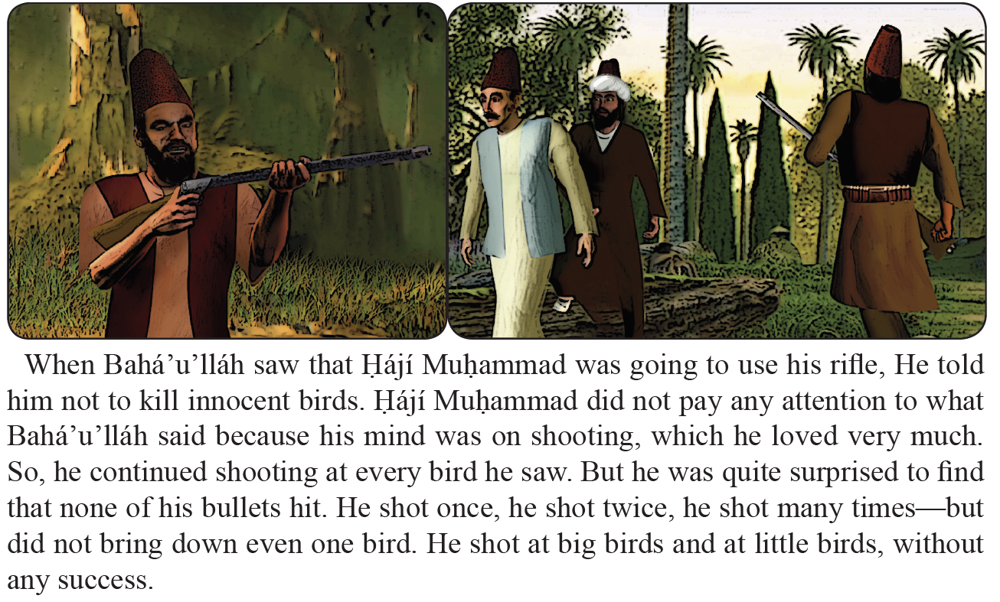 When Bahá’u’lláh saw that Ḥájí Muḥammad was going to use his rifle, He told
him not to kill innocent birds. Ḥájí Muḥammad did not pay any attention to what
Bahá’u’lláh said because his mind was on shooting, which he loved very much.
So, he continued shooting at every bird he saw. But he was quite surprised to find
that none of his bullets hit. He shot once, he shot twice, he shot many times—but
did not bring down even one bird. He shot at big birds and at little birds, without
any success.